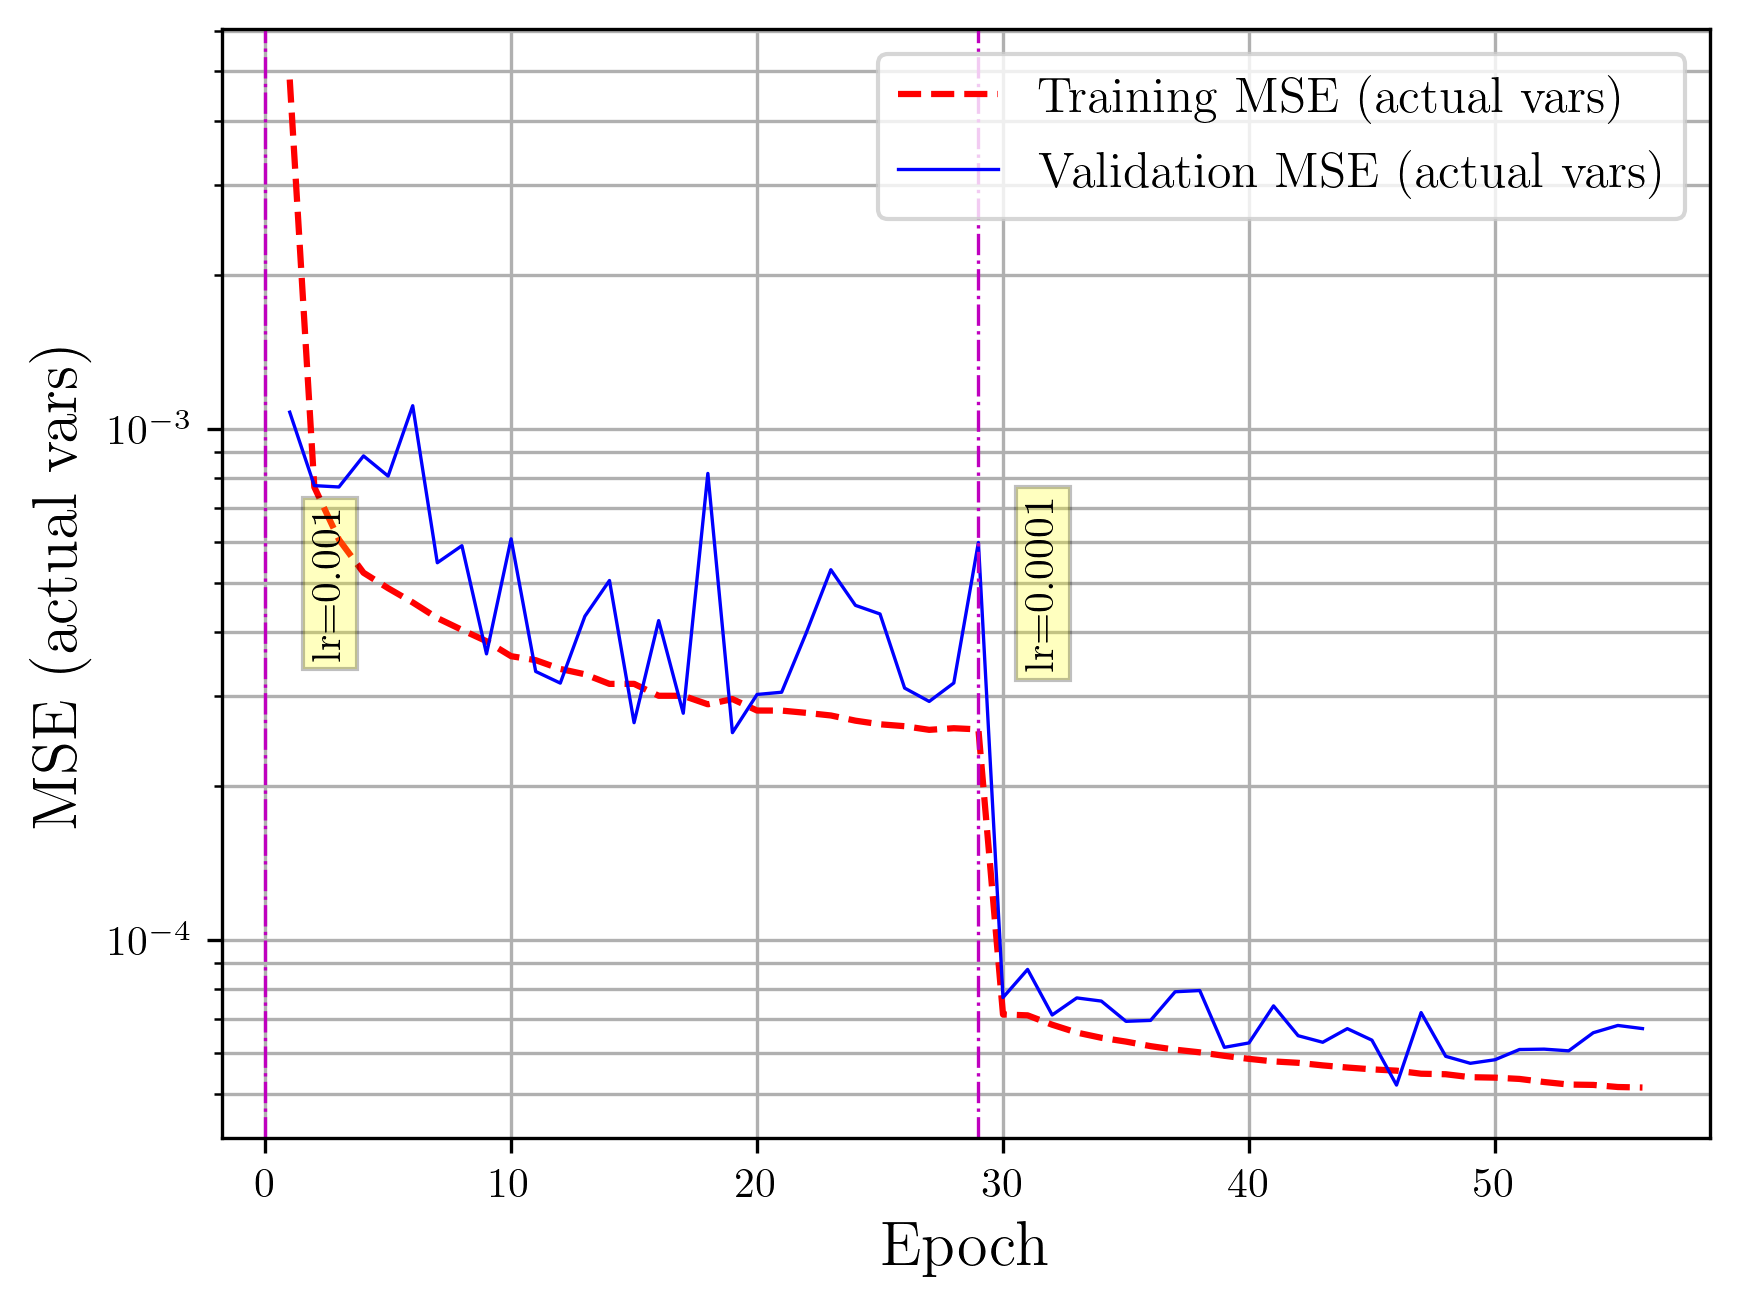 Training MSE (actual vars)
Validation MSE (actual vars)
MSE (actual vars)
10⁻³
10⁻⁴
lr=0.001
lr=0.0001
0 10 20 30 40 50
Epoch